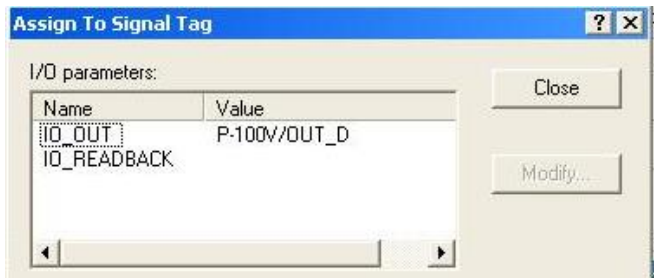 Assign To Signal Tag
I/O parameters:
Close
Name Value
IO_OUT P-100V/OUT_D
IO_READBACK
Modify...